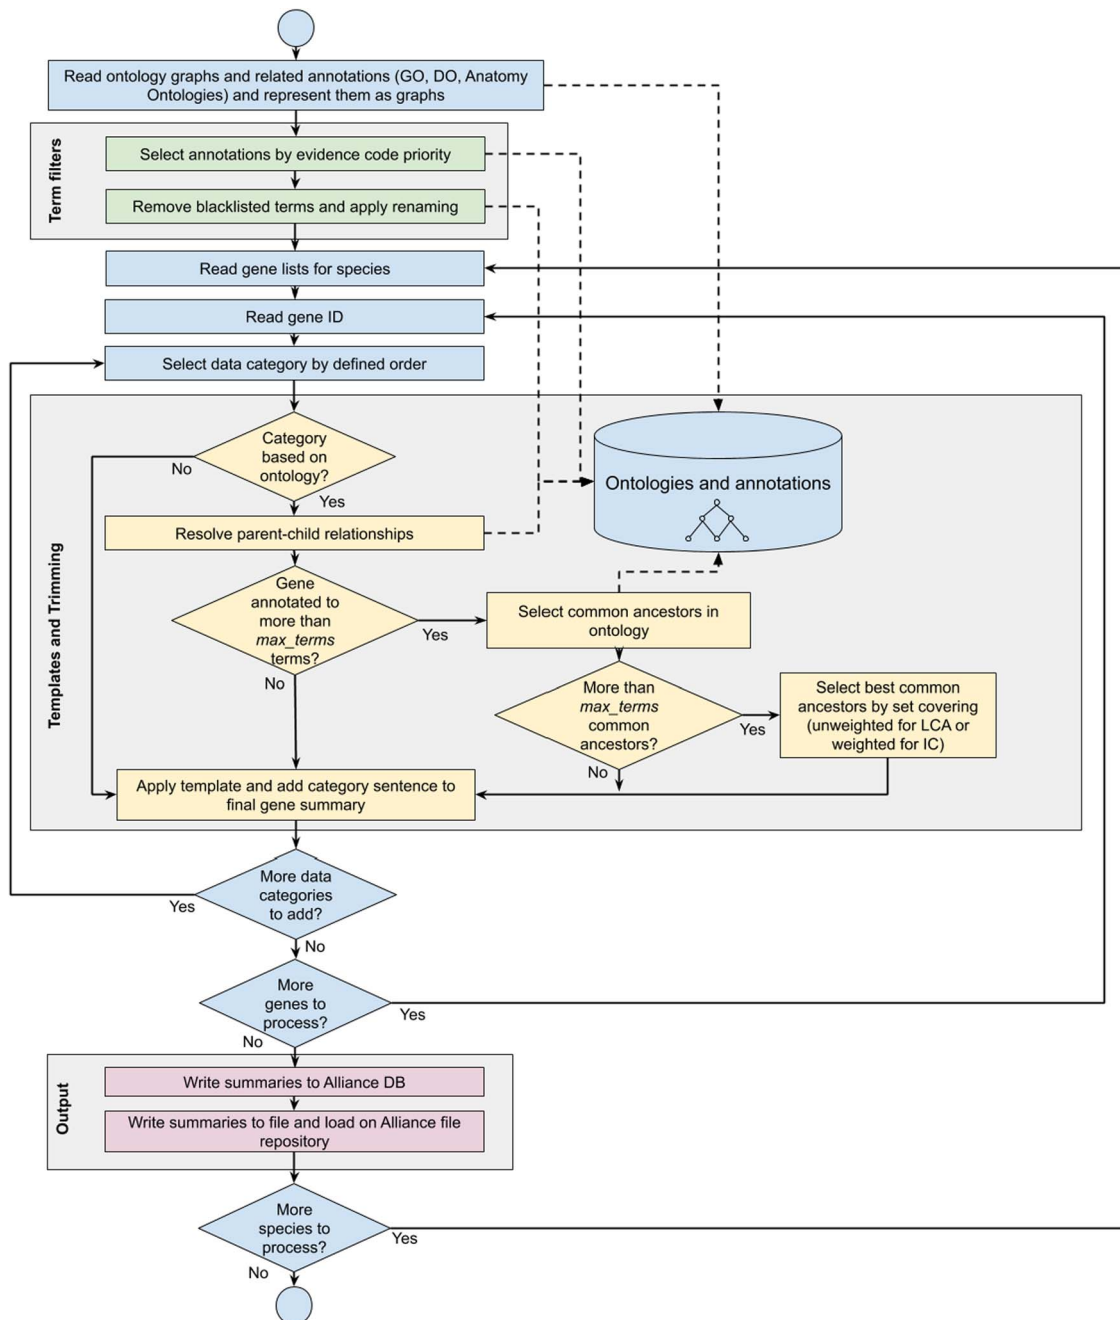 Read ontology graphs and related annotations (GO, DO, Anatomy
Ontologies) and represent them as graphs
Term filters
Select annotations by evidence code priority
Remove blacklisted terms and apply renaming
Read gene lists for species
Read gene ID
Select data category by defined order
Templates and Trimming
Category
based on
ontology?
No
Yes
Ontologies and annotations
Resolve parent-child relationships
Gene
annotated to
more than
max_terms
terms?
Yes
No
Select common ancestors in
ontology
More than
max_terms
common
ancestors?
Yes
No
Select best common
ancestors by set covering
(unweighted for LCA or
weighted for IC)
Apply template and add category sentence to
final gene summary
More data
categories
to add?
Yes
No
More
genes to
process?
Yes
No
Output
Write summaries to Alliance DB
Write summaries to file and load on Alliance file
repository
More
species to
process?
Yes
No